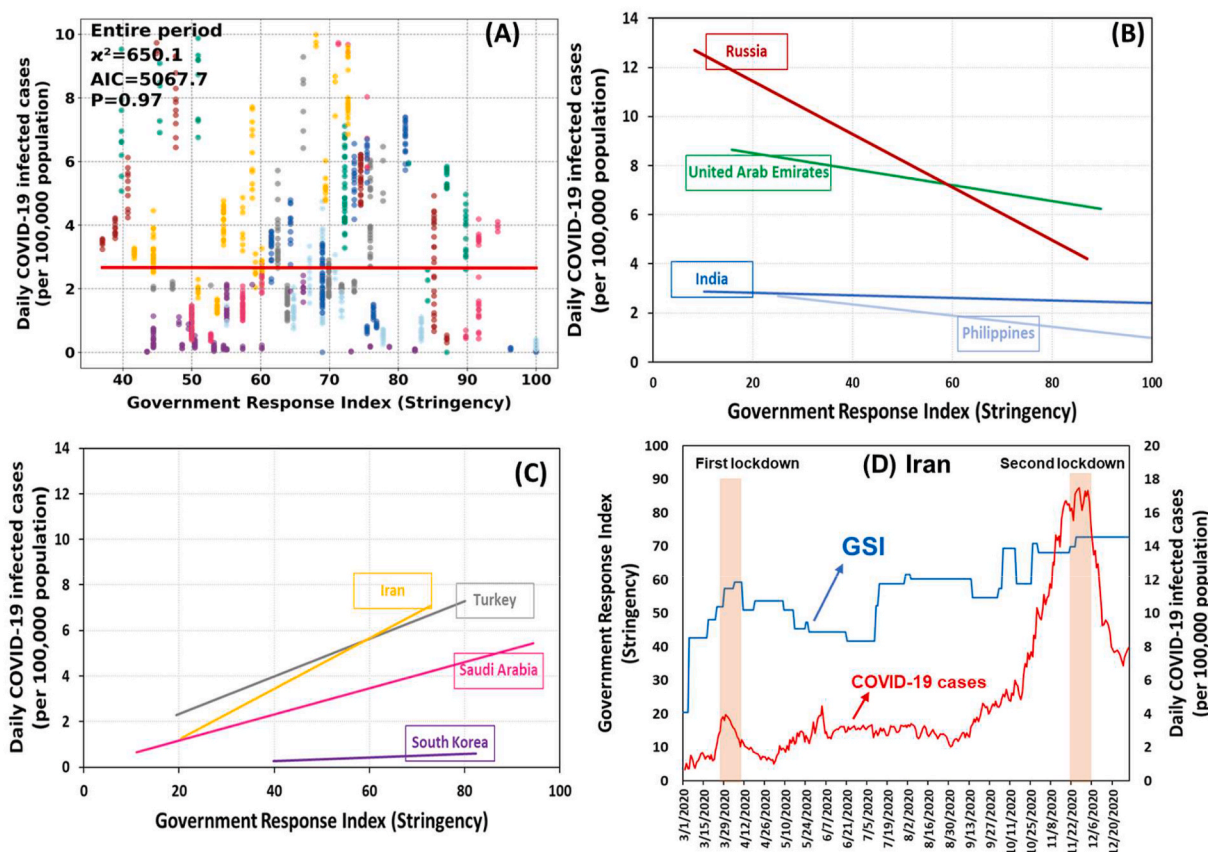 Entire period
ϰ²=650.1
AIC=5067.7
P=0.97
(A)
Daily COVID-19 infected cases
(per 100,000 population)
10
8
6
4
2
0
40 50 60 70 80 90 100
Government Response Index (Stringency)
(B)
Daily COVID-19 infected cases
(per 100,000 population)
14
12
10
8
6
4
2
0
Russia
United Arab Emirates
India
Philippines
0 20 40 60 80 100
Government Response Index (Stringency)
(C)
Daily COVID-19 infected cases
(per 100,000 population)
14
12
10
8
6
4
2
0
Iran
Turkey
Saudi Arabia
South Korea
0 20 40 60 80 100
Government Response Index (Stringency)
(D) Iran
First lockdown
Second lockdown
Government Response Index
(Stringency)
100
90
80
70
60
50
40
30
20
10
0
GSI
COVID-19 cases
20
18
16
14
12
10
8
6
4
2
0
Daily COVID-19 infected cases
(per 100,000 population)
3/1/2020
3/15/2020
3/29/2020
4/12/2020
4/26/2020
5/10/2020
5/24/2020
6/7/2020
6/21/2020
7/5/2020
7/19/2020
8/2/2020
8/16/2020
8/30/2020
9/13/2020
9/27/2020
10/11/2020
10/25/2020
11/8/2020
11/22/2020
12/6/2020
12/20/2020